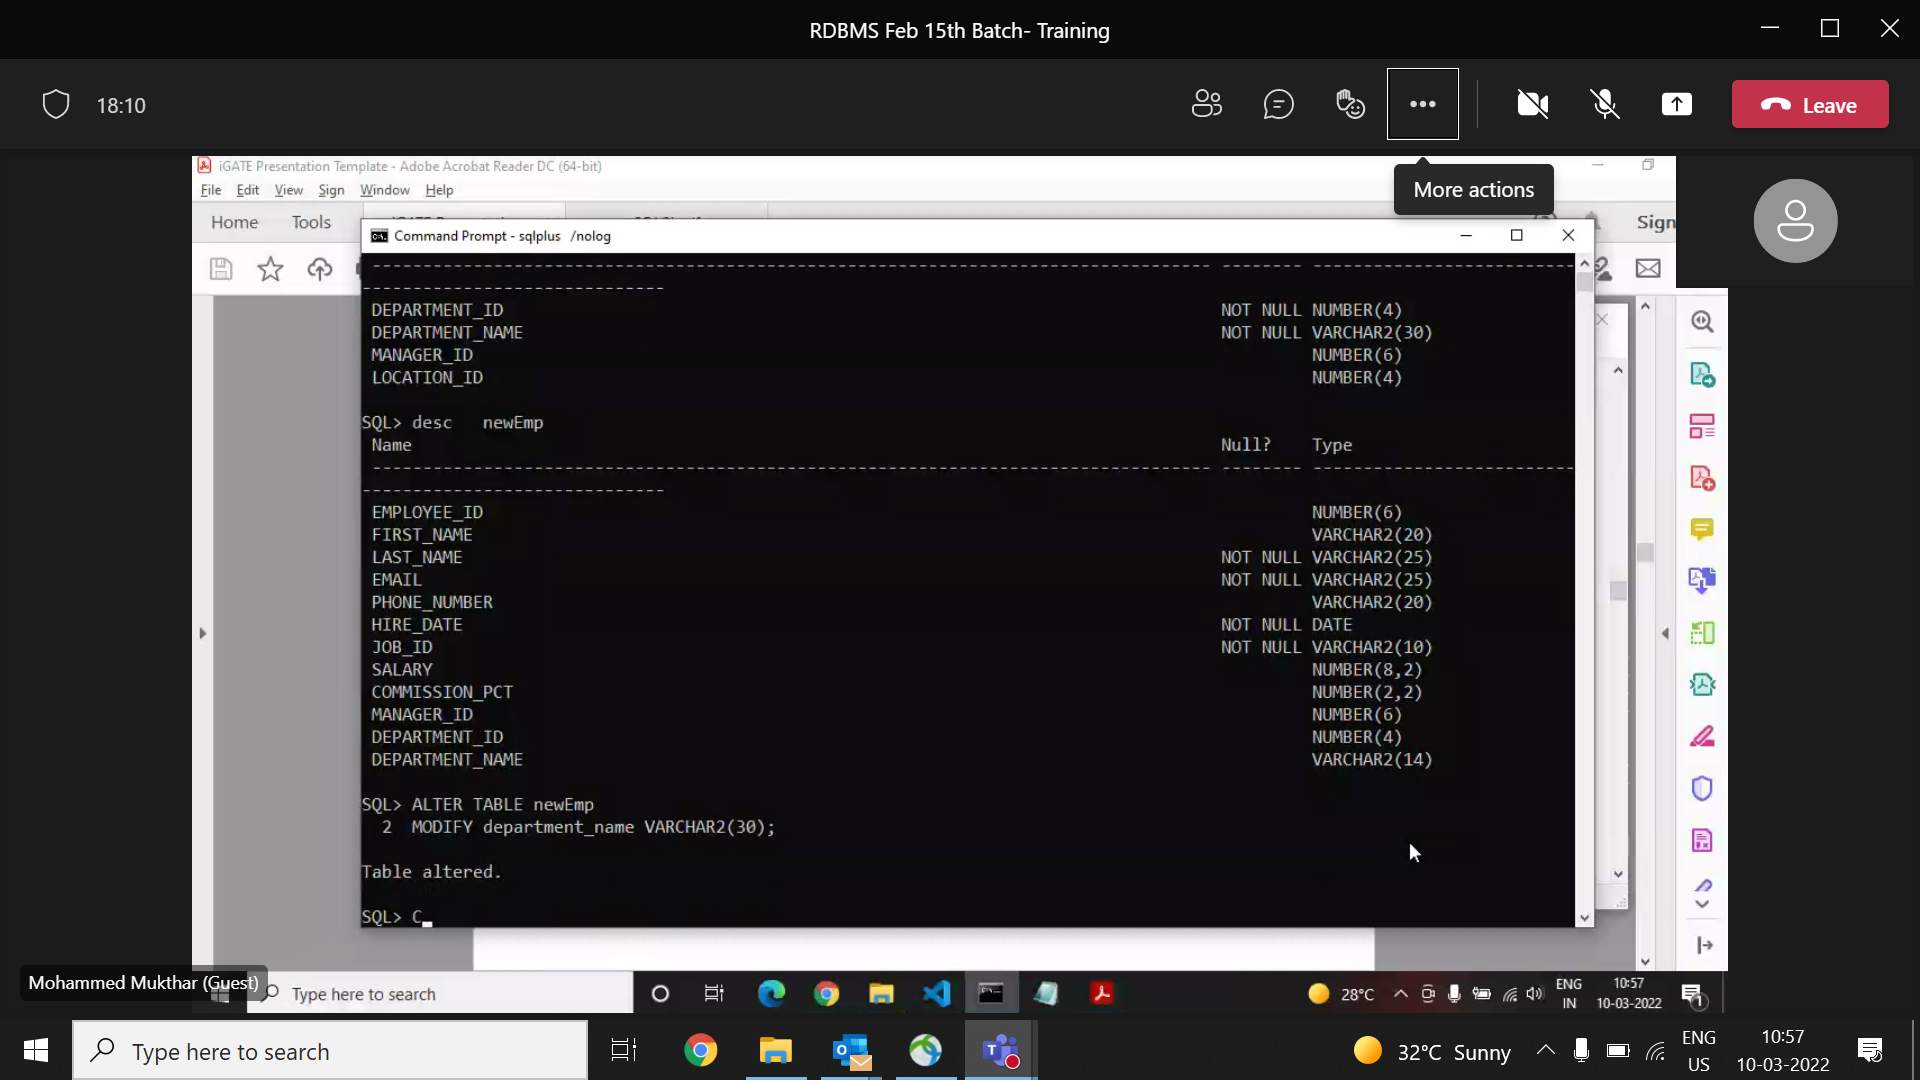 RDBMS Feb 15th Batch- Training
18:10
Leave
More actions
iGATE Presentation Template - Adobe Acrobat Reader DC (64-bit)
File Edit View Sign Window Help
Home Tools
Sign
Command Prompt - sqlplus /nolog
---------------------------------------------------------------------------------- -------- --------------------------
------------------------------
DEPARTMENT_ID NOT NULL NUMBER(4)
DEPARTMENT_NAME NOT NULL VARCHAR2(30)
MANAGER_ID NUMBER(6)
LOCATION_ID NUMBER(4)
SQL> desc newEmp
Name Null? Type
---------------------------------------------------------------------------------- -------- --------------------------
------------------------------
EMPLOYEE_ID NUMBER(6)
FIRST_NAME VARCHAR2(20)
LAST_NAME NOT NULL VARCHAR2(25)
EMAIL NOT NULL VARCHAR2(25)
PHONE_NUMBER VARCHAR2(20)
HIRE_DATE NOT NULL DATE
JOB_ID NOT NULL VARCHAR2(10)
SALARY NUMBER(8,2)
COMMISSION_PCT NUMBER(2,2)
MANAGER_ID NUMBER(6)
DEPARTMENT_ID NUMBER(4)
DEPARTMENT_NAME VARCHAR2(14)
SQL> ALTER TABLE newEmp
2 MODIFY department_name VARCHAR2(30);
Table altered.
SQL> C_
Mohammed Mukthar (Guest)
Type here to search
28°C
ENG
IN
10:57
10-03-2022
1
Type here to search
32°C Sunny
ENG
US
10:57
10-03-2022